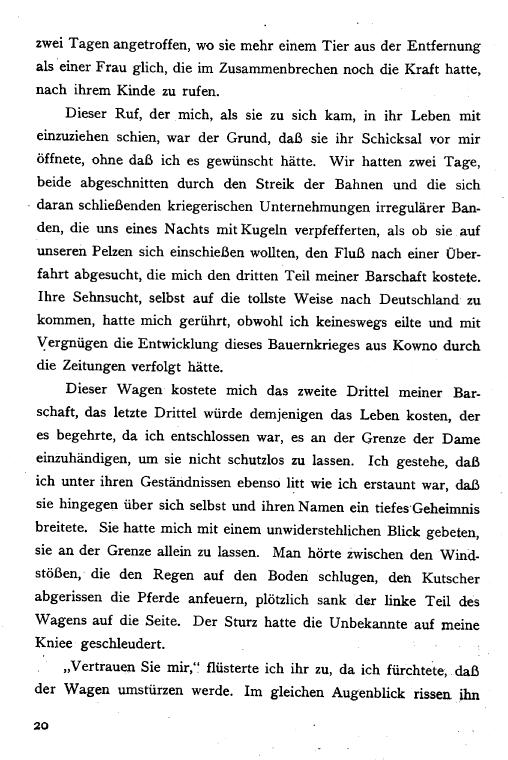 zwei Tagen angetroffen, wo sie mehr einem Tier aus der Entfernung
als einer Frau glich, die im Zusammenbrechen noch die Kraft hatte,
nach ihrem Kinde zu rufen.
Dieser Ruf, der mich, als sie zu sich kam, in ihr Leben mit
einzuziehen schien, war der Grund, daß sie ihr Schicksal vor mir
öffnete, ohne daß ich es gewünscht hätte. Wir hatten zwei Tage,
beide abgeschnitten durch den Streik der Bahnen und die sich
daran schließenden kriegerischen Unternehmungen irregulärer Ban-
den, die uns eines Nachts mit Kugeln verpfefferten, als ob sie auf
unseren Pelzen sich einschießen wollten, den Fluß nach einer Über-
fahrt abgesucht, die mich den dritten Teil meiner Barschaft kostete.
Ihre Sehnsucht, selbst auf die tollste Weise nach Deutschland zu
kommen, hatte mich gerührt, obwohl ich keineswegs eilte und mit
Vergnügen die Entwicklung dieses Bauernkrieges aus Kowno durch
die Zeitungen verfolgt hätte.
Dieser Wagen kostete mich das zweite Drittel meiner Bar-
schaft, das letzte Drittel würde demjenigen das Leben kosten, der
es begehrte, da ich entschlossen war, es an der Grenze der Dame
einzuhändigen, um sie nicht schutzlos zu lassen. Ich gestehe, daß
ich unter ihren Geständnissen ebenso litt wie ich erstaunt war, daß
sie hingegen über sich selbst und ihren Namen ein tiefes Geheimnis
breitete. Sie hatte mich mit einem unwiderstehlichen Blick gebeten,
sie an der Grenze allein zu lassen. Man hörte zwischen den Wind-
stößen, die den Regen auf den Boden schlugen, den Kutscher
abgerissen die Pferde anfeuern, plötzlich sank der linke Teil des
Wagens auf die Seite. Der Sturz hatte die Unbekannte auf meine
Kniee geschleudert.
„Vertrauen Sie mir,“ flüsterte ich ihr zu, da ich fürchtete, daß
der Wagen umstürzen werde. Im gleichen Augenblick rissen ihn
20